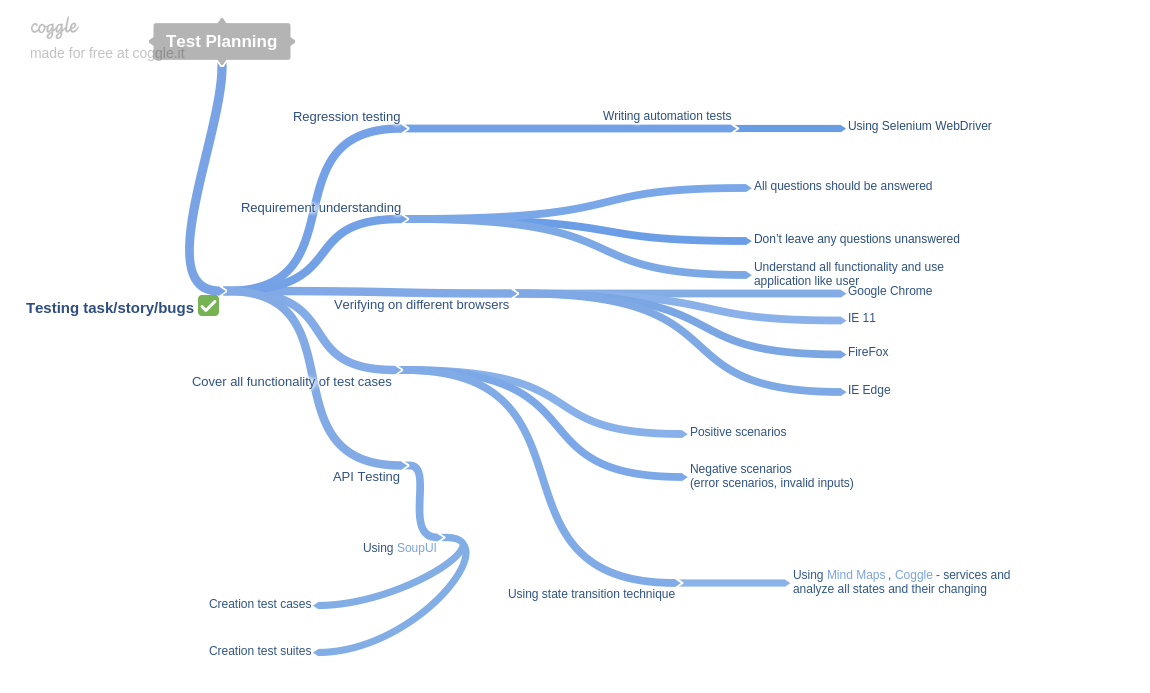 coggle
made for free at coggle.it
Test Planning
Regression testing
Writing automation tests
Using Selenium WebDriver
Requirement understanding
All questions should be answered
Don’t leave any questions unanswered
Understand all functionality and use
application like user
Testing task/story/bugs
Verifying on different browsers
Google Chrome
IE 11
FireFox
IE Edge
Cover all functionality of test cases
Positive scenarios
Negative scenarios
(error scenarios, invalid inputs)
Using state transition technique
Using Mind Maps , Coggle - services and
analyze all states and their changing
API Testing
Using SoupUI
Creation test cases
Creation test suites